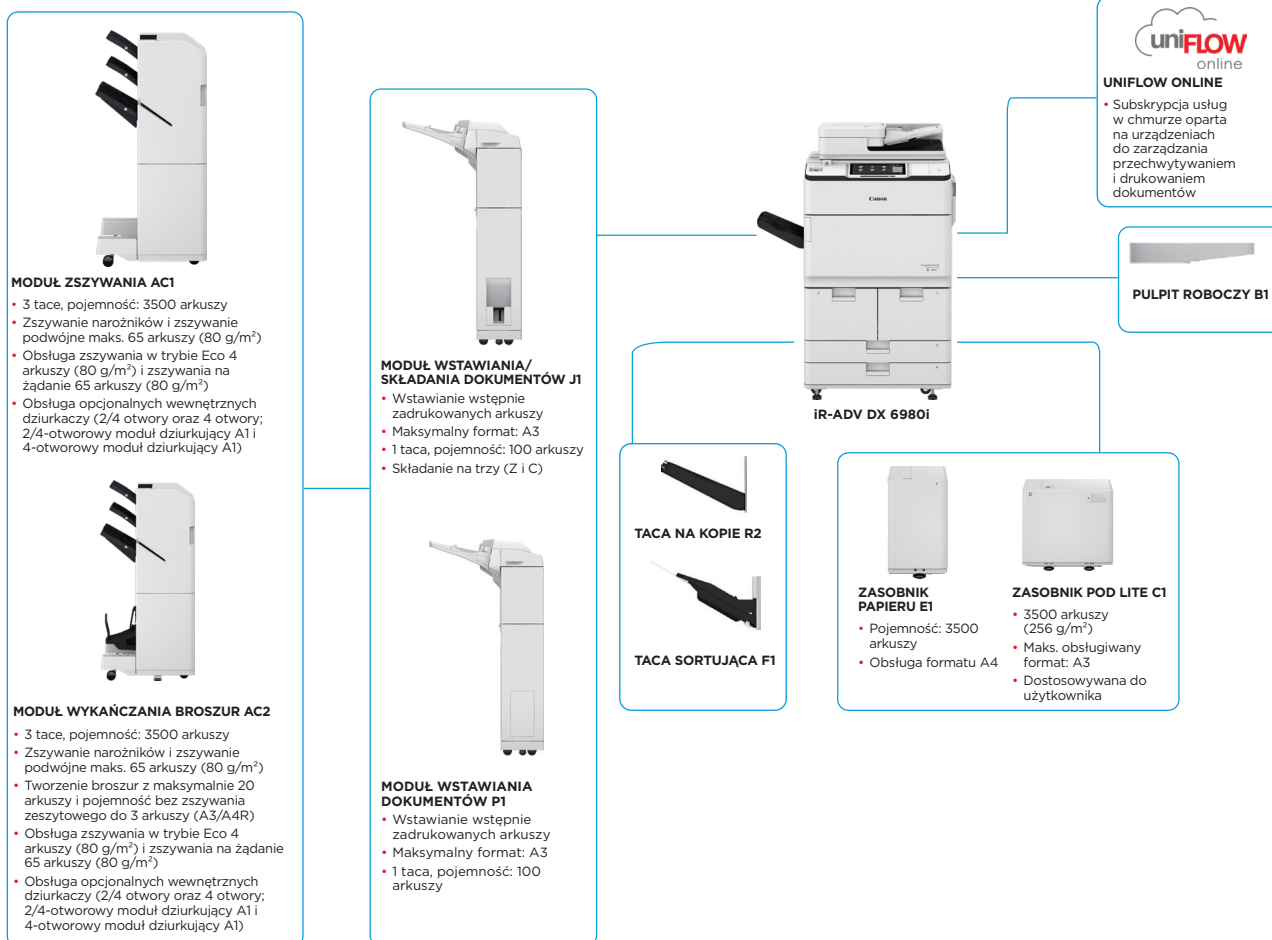 MODUŁ ZSZYWANIA AC1
• 3 tace, pojemność: 3500 arkuszy
• Zszywanie narożników i zszywanie
podwójne maks. 65 arkuszy (80 g/m²)
• Obsługa zszywania w trybie Eco 4
arkuszy (80 g/m²) i zszywania na
żądanie 65 arkuszy (80 g/m²)
• Obsługa opcjonalnych wewnętrznych
dziurkaczy (2/4 otwory oraz 4 otwory;
2/4-otworowy moduł dziurkujący A1 i
4-otworowy moduł dziurkujący A1)
MODUŁ WYKAŃCZANIA BROSZUR AC2
• 3 tace, pojemność: 3500 arkuszy
• Zszywanie narożników i zszywanie
podwójne maks. 65 arkuszy (80 g/m²)
• Tworzenie broszur z maksymalnie 20
arkuszy i pojemność bez zszywania
zeszytowego do 3 arkuszy (A3/A4R)
• Obsługa zszywania w trybie Eco 4
arkuszy (80 g/m²) i zszywania na żądanie
65 arkuszy (80 g/m²)
• Obsługa opcjonalnych wewnętrznych
dziurkaczy (2/4 otwory oraz 4 otwory;
2/4-otworowy moduł dziurkujący A1 i
4-otworowy moduł dziurkujący A1)
MODUŁ WSTAWIANIA/
SKŁADANIA DOKUMENTÓW J1
• Wstawianie wstępnie
zadrukowanych arkuszy
• Maksymalny format: A3
• 1 taca, pojemność: 100 arkuszy
• Składanie na trzy (Z i C)
MODUŁ WSTAWIANIA
DOKUMENTÓW P1
• Wstawianie wstępnie
zadrukowanych arkuszy
• Maksymalny format: A3
• 1 taca, pojemność: 100
arkuszy
Canon
iR-ADV DX 6980i
TACA NA KOPIE R2
TACA SORTUJĄCA F1
ZASOBNIK
PAPIERU E1
• Pojemność: 3500
arkuszy
• Obsługa formatu A4
ZASOBNIK POD LITE C1
• 3500 arkuszy
(256 g/m²)
• Maks. obsługiwany
format: A3
• Dostosowywana do
użytkownika
uniFLOW
online
UNIFLOW ONLINE
• Subskrypcja usług
w chmurze oparta
na urządzeniach
do zarządzania
przechwytywaniem
i drukowaniem
dokumentów
PULPIT ROBOCZY B1